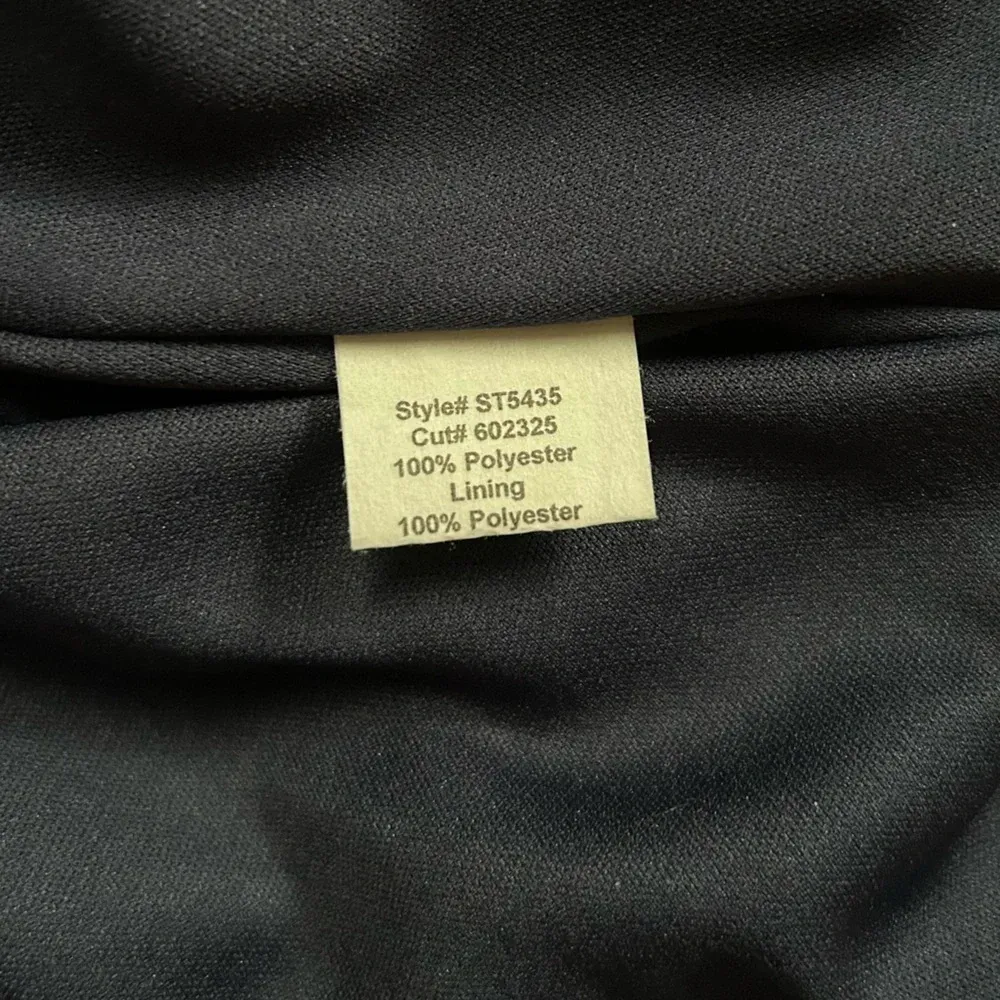 Style# ST5435
Cut# 602325
100% Polyester
Lining
100% Polyester